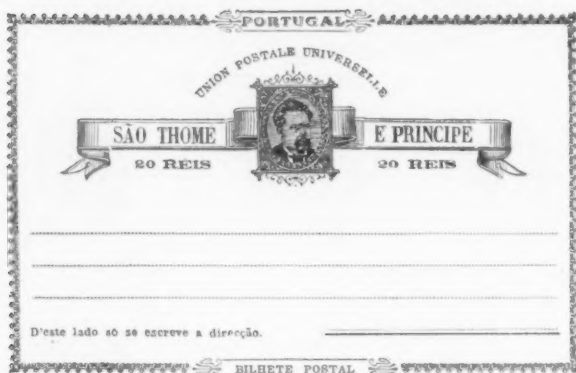 PORTUGAL
UNION POSTALE UNIVERSELLE
SÃO THOME E PRINCIPE
20 REIS 20 REIS
D'este lado só se escreve a direcção.
BILHETE POSTAL